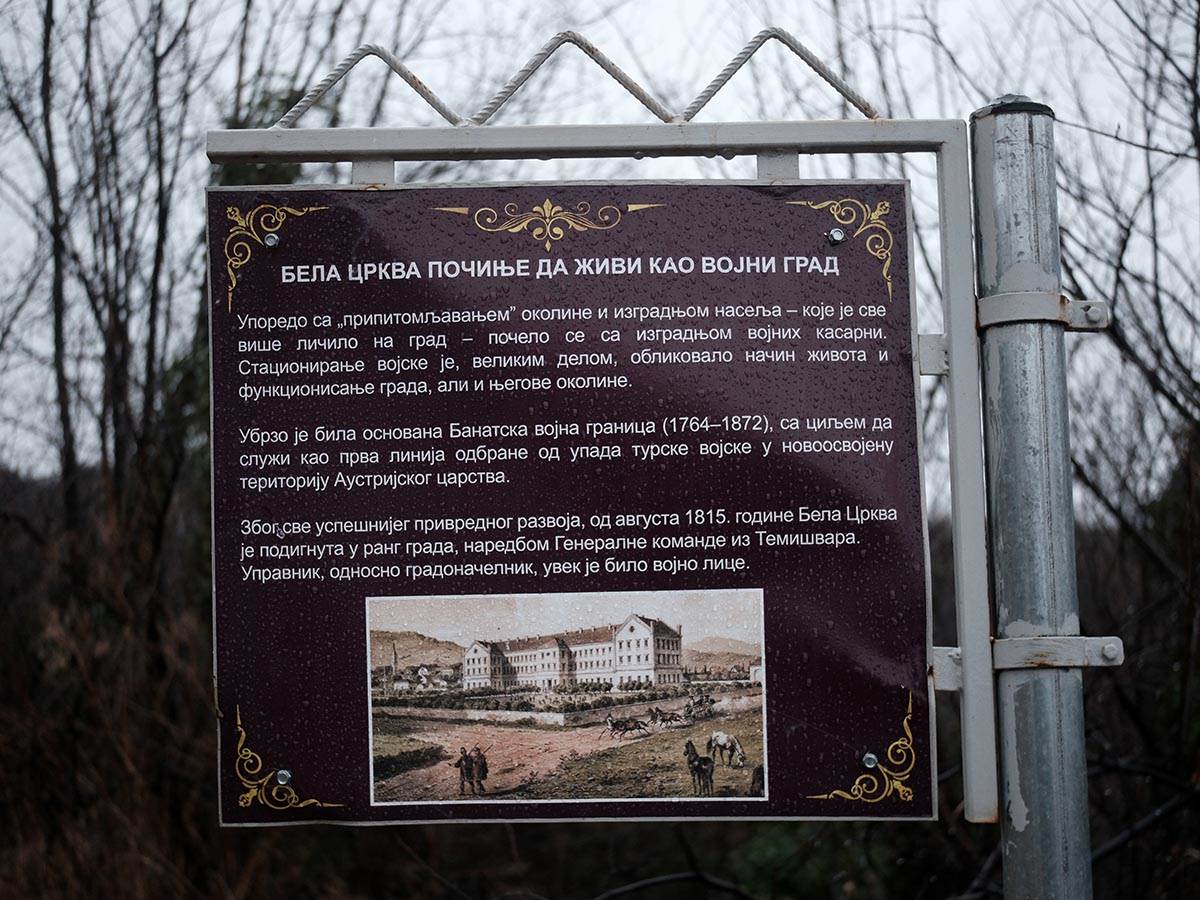 БЕЛА ЦРКВА ПОЧИЊЕ ДА ЖИВИ КАО ВОЈНИ ГРАД
Упоредо са „припитомљавањем” околине и изградњом насеља – које је све
више личило на град – почело се са изградњом војних касарни.
Стационирање војске је, великим делом, обликовало начин живота и
функционисање града, али и његове околине.
Убрзо је била основана Банатска војна граница (1764–1872), са циљем да
служи као прва линија одбране од упада турске војске у новоосвојену
територију Аустријског царства.
Због све успешнијег привредног развоја, од августа 1815. године Бела Црква
је подигнута у ранг града, наредбом Генералне команде из Темишвара.
Управник, односно градоначелник, увек је било војно лице.